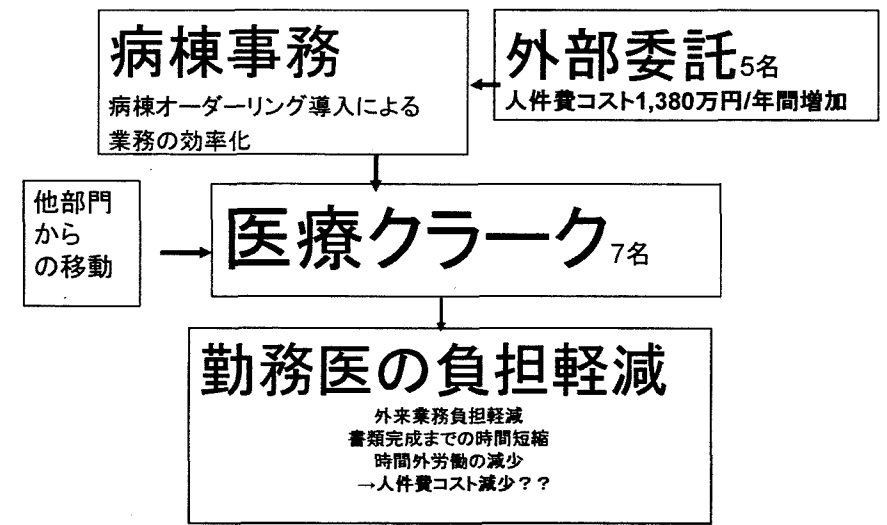 病棟事務
病棟オーダーリング導入による
業務の効率化
外部委託5名
人件費コスト1,380万円/年間増加
他部門
から
の移動
医療クラーク7名
勤務医の負担軽減
外来業務負担軽減
書類完成までの時間短縮
時間外労働の減少
→人件費コスト減少？？